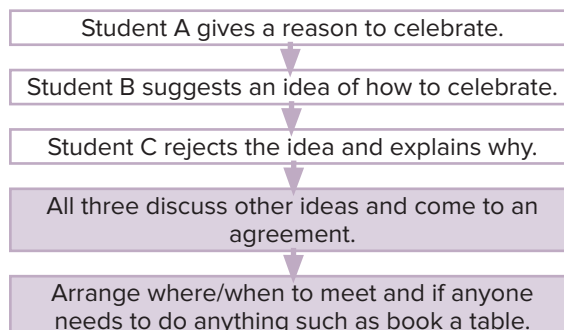 Student A gives a reason to celebrate.
Student B suggests an idea of how to celebrate.
Student C rejects the idea and explains why.
All three discuss other ideas and come to an
agreement.
Arrange where/when to meet and if anyone
needs to do anything such as book a table.